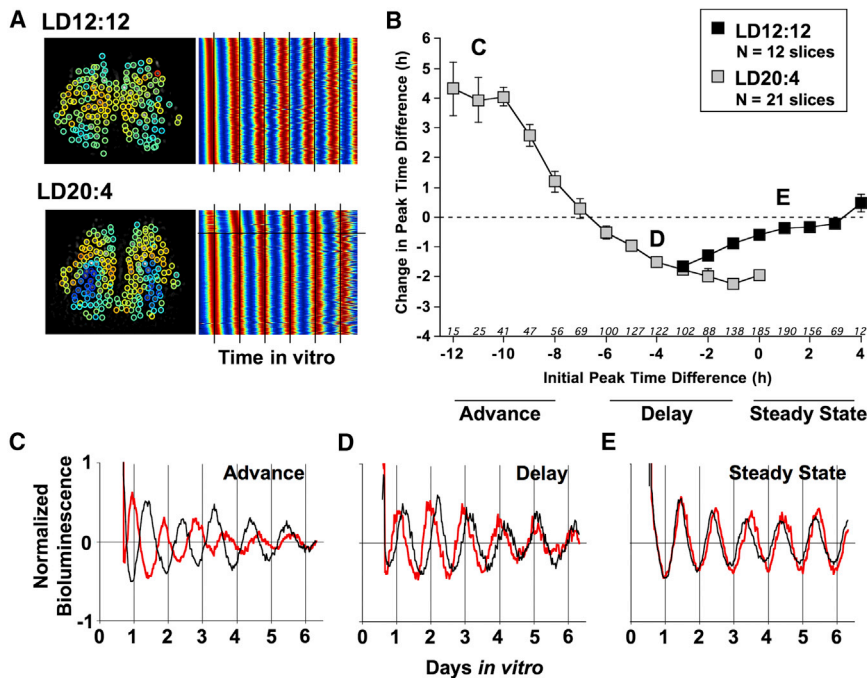 A
LD12:12
LD20:4
Time in vitro
B
LD12:12
N = 12 slices
LD20:4
N = 21 slices
Change in Peak Time Difference (h)
6
5
4
3
2
1
0
-1
-2
-3
-4
C
D
E
15 25 41 47 56 69 100 127 122 102 88 138 185 190 156 69 12
-12 -10 -8 -6 -4 -2 0 2 4
Initial Peak Time Difference (h)
Advance Delay Steady State
C
Advance
Normalized
Bioluminescence
1
0
-1
0 1 2 3 4 5 6
D
Delay
0 1 2 3 4 5 6
E
Steady State
0 1 2 3 4 5 6
Days in vitro